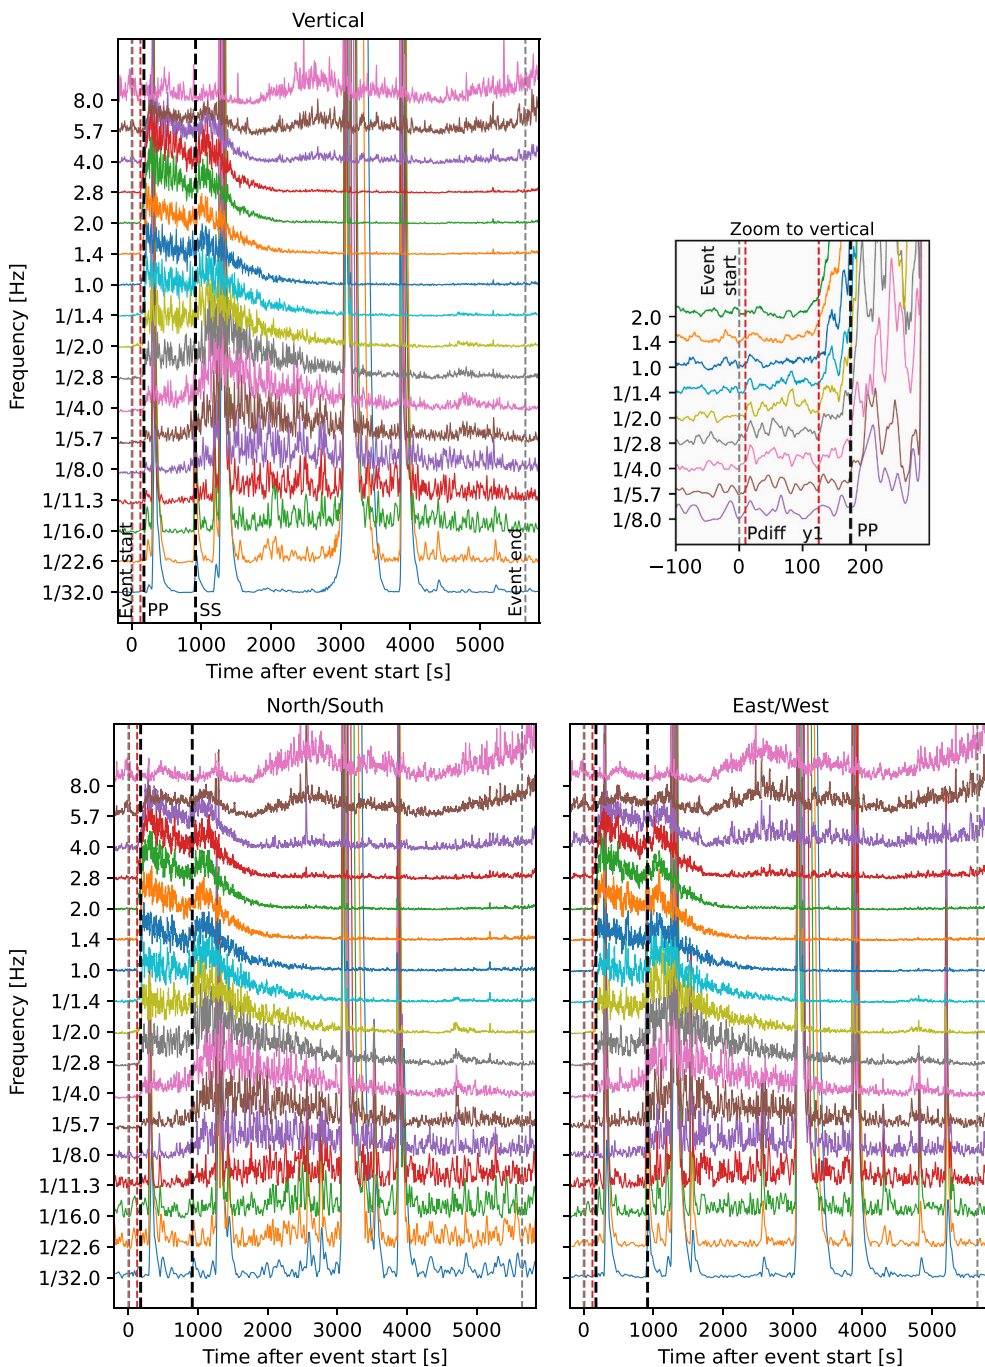 Vertical
Frequency [Hz]
8.0
5.7
4.0
2.8
2.0
1.4
1.0
1/1.4
1/2.0
1/2.8
1/4.0
1/5.7
1/8.0
1/11.3
1/16.0
1/22.6
1/32.0
Event start
PP
SS
Event end
0 1000 2000 3000 4000 5000
Time after event start [s]
Zoom to vertical
Event
start
2.0
1.4
1.0
1/1.4
1/2.0
1/2.8
1/4.0
1/5.7
1/8.0
Pdiff y1 PP
−100 0 100 200
North/South
Frequency [Hz]
8.0
5.7
4.0
2.8
2.0
1.4
1.0
1/1.4
1/2.0
1/2.8
1/4.0
1/5.7
1/8.0
1/11.3
1/16.0
1/22.6
1/32.0
0 1000 2000 3000 4000 5000
Time after event start [s]
East/West
0 1000 2000 3000 4000 5000
Time after event start [s]